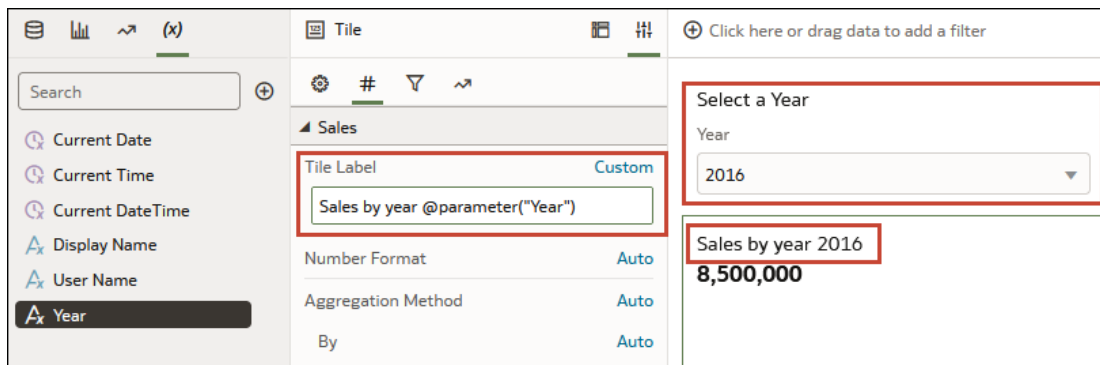 (x)
Search
Current Date
Current Time
Current DateTime
Display Name
User Name
Year
Tile
#
Sales
Tile Label Custom
Sales by year @parameter("Year")
Number Format Auto
Aggregation Method Auto
By Auto
Click here or drag data to add a filter
Select a Year
Year
2016
Sales by year 2016
8,500,000